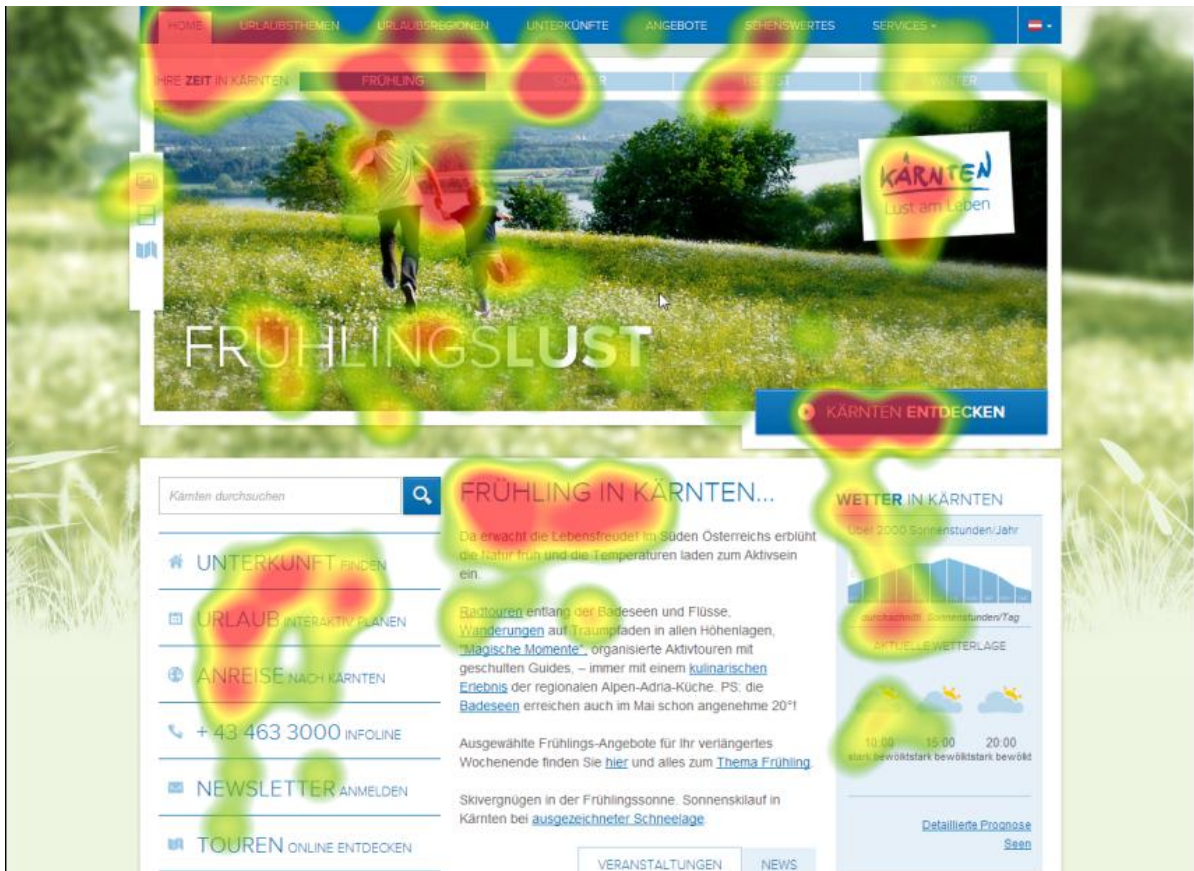 HOME URLAUBSTHEMEN URLAUBSREGIONEN UNTERKÜNFTE ANGEBOTE SEHENSWERTES SERVICES
IHRE ZEIT IN KÄRNTEN FRÜHLING SOMMER HERBST WINTER
KÄRNTEN
Lust am Leben
FRÜHLINGSLUST
KÄRNTEN ENTDECKEN
Kärnten durchsuchen
UNTERKUNFT FINDEN
URLAUB INTERAKTIV PLANEN
ANREISE NACH KÄRNTEN
+ 43 463 3000 INFOLINE
NEWSLETTER ANMELDEN
TOUREN ONLINE ENTDECKEN
FRÜHLING IN KÄRNTEN...
Da erwacht die Lebensfreude! Im Süden Österreichs erblüht
die Natur früh und die Temperaturen laden zum Aktivsein
ein.
Radtouren entlang der Badeseen und Flüsse,
Wanderungen auf Traumpfaden in allen Höhenlagen,
"Magische Momente", organisierte Aktivtouren mit
geschulten Guides, – immer mit einem kulinarischen
Erlebnis der regionalen Alpen-Adria-Küche. PS: die
Badeseen erreichen auch im Mai schon angenehme 20°!
Ausgewählte Frühlings-Angebote für Ihr verlängertes
Wochenende finden Sie hier und alles zum Thema Frühling.
Skivergnügen in der Frühlingssonne. Sonnenskilauf in
Kärnten bei ausgezeichneter Schneelage.
VERANSTALTUNGEN NEWS
WETTER IN KÄRNTEN
Über 2000 Sonnenstunden/Jahr
durchschnittl. Sonnenstunden/Tag
AKTUELLE WETTERLAGE
10:00 15:00 20:00
stark bewölkt stark bewölkt stark bewölkt
Detaillierte Prognose
Seen